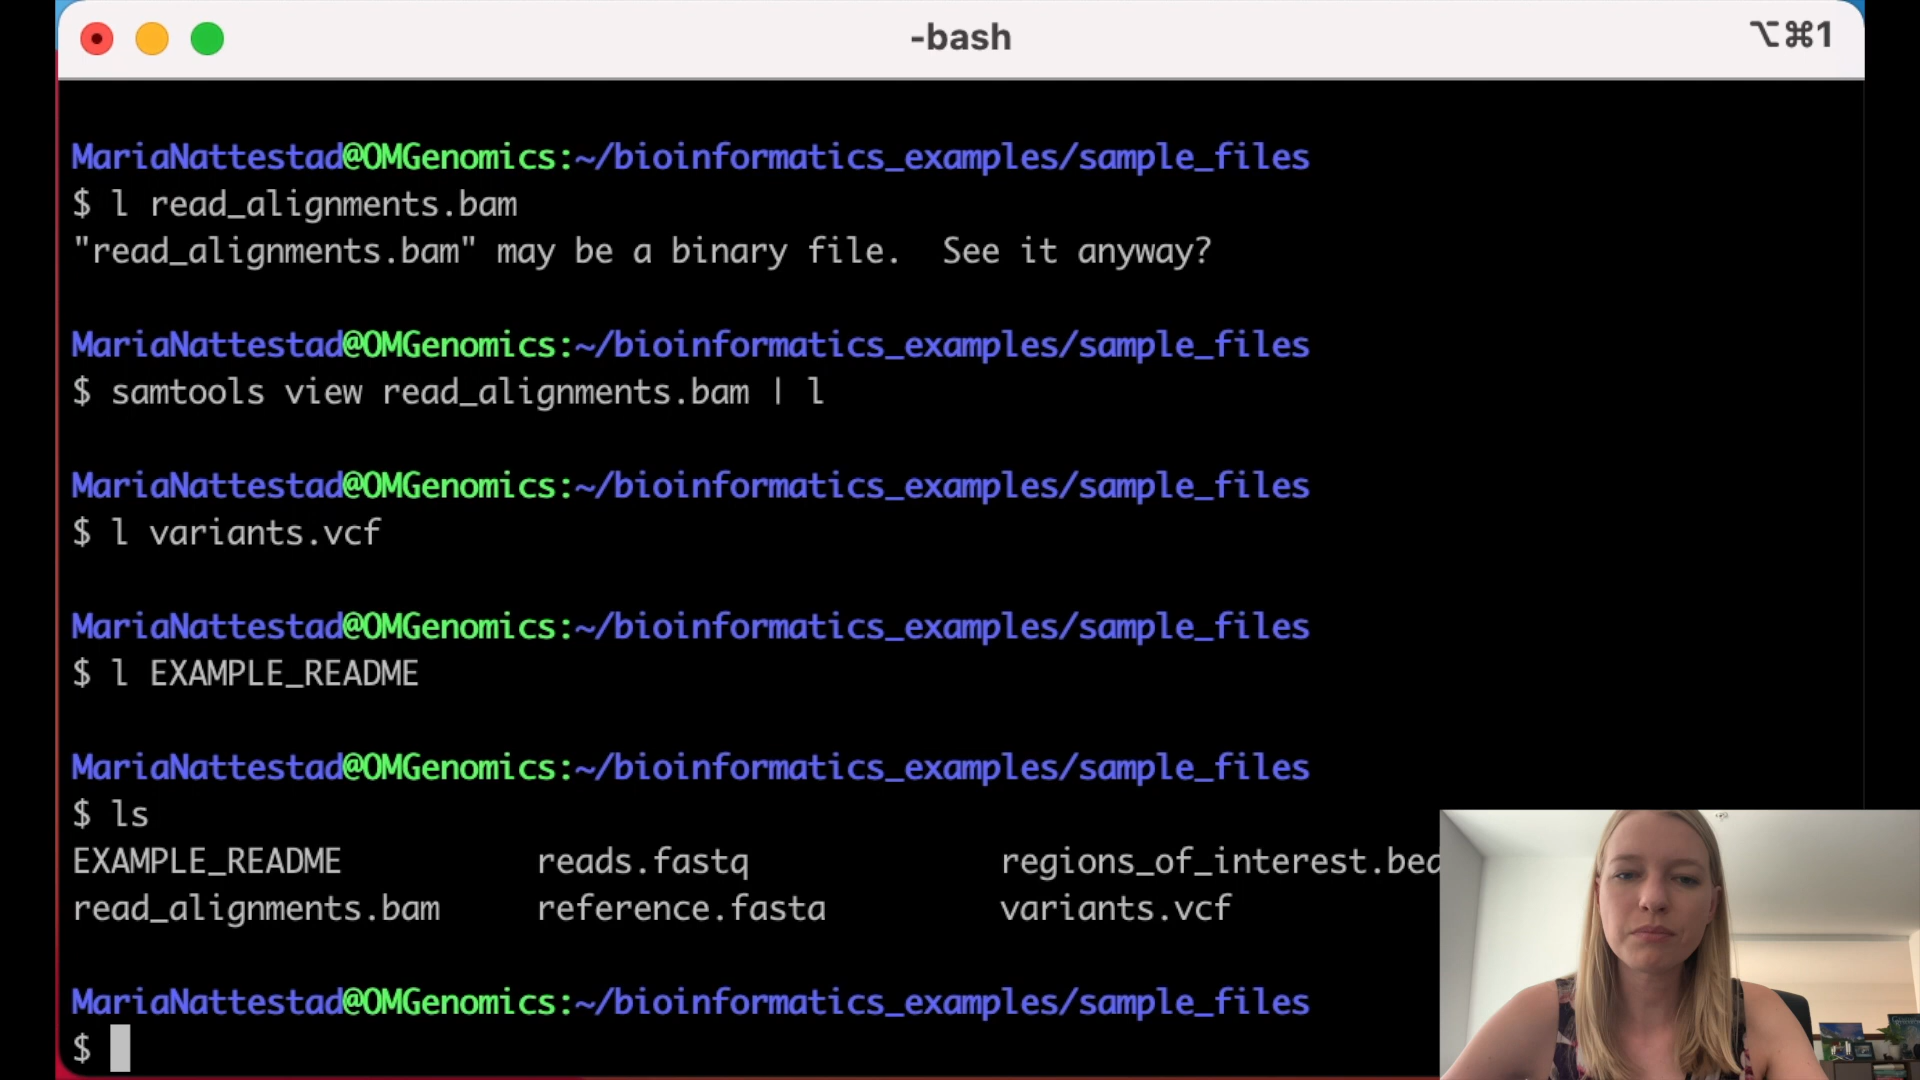 -bash
⌥⌘1
MariaNattestad@OMGenomics:~/bioinformatics_examples/sample_files
$ l read_alignments.bam
"read_alignments.bam" may be a binary file.  See it anyway?
MariaNattestad@OMGenomics:~/bioinformatics_examples/sample_files
$ samtools view read_alignments.bam | l
MariaNattestad@OMGenomics:~/bioinformatics_examples/sample_files
$ l variants.vcf
MariaNattestad@OMGenomics:~/bioinformatics_examples/sample_files
$ l EXAMPLE_README
MariaNattestad@OMGenomics:~/bioinformatics_examples/sample_files
$ ls
EXAMPLE_README reads.fastq regions_of_interest.bed
read_alignments.bam reference.fasta variants.vcf
MariaNattestad@OMGenomics:~/bioinformatics_examples/sample_files
$